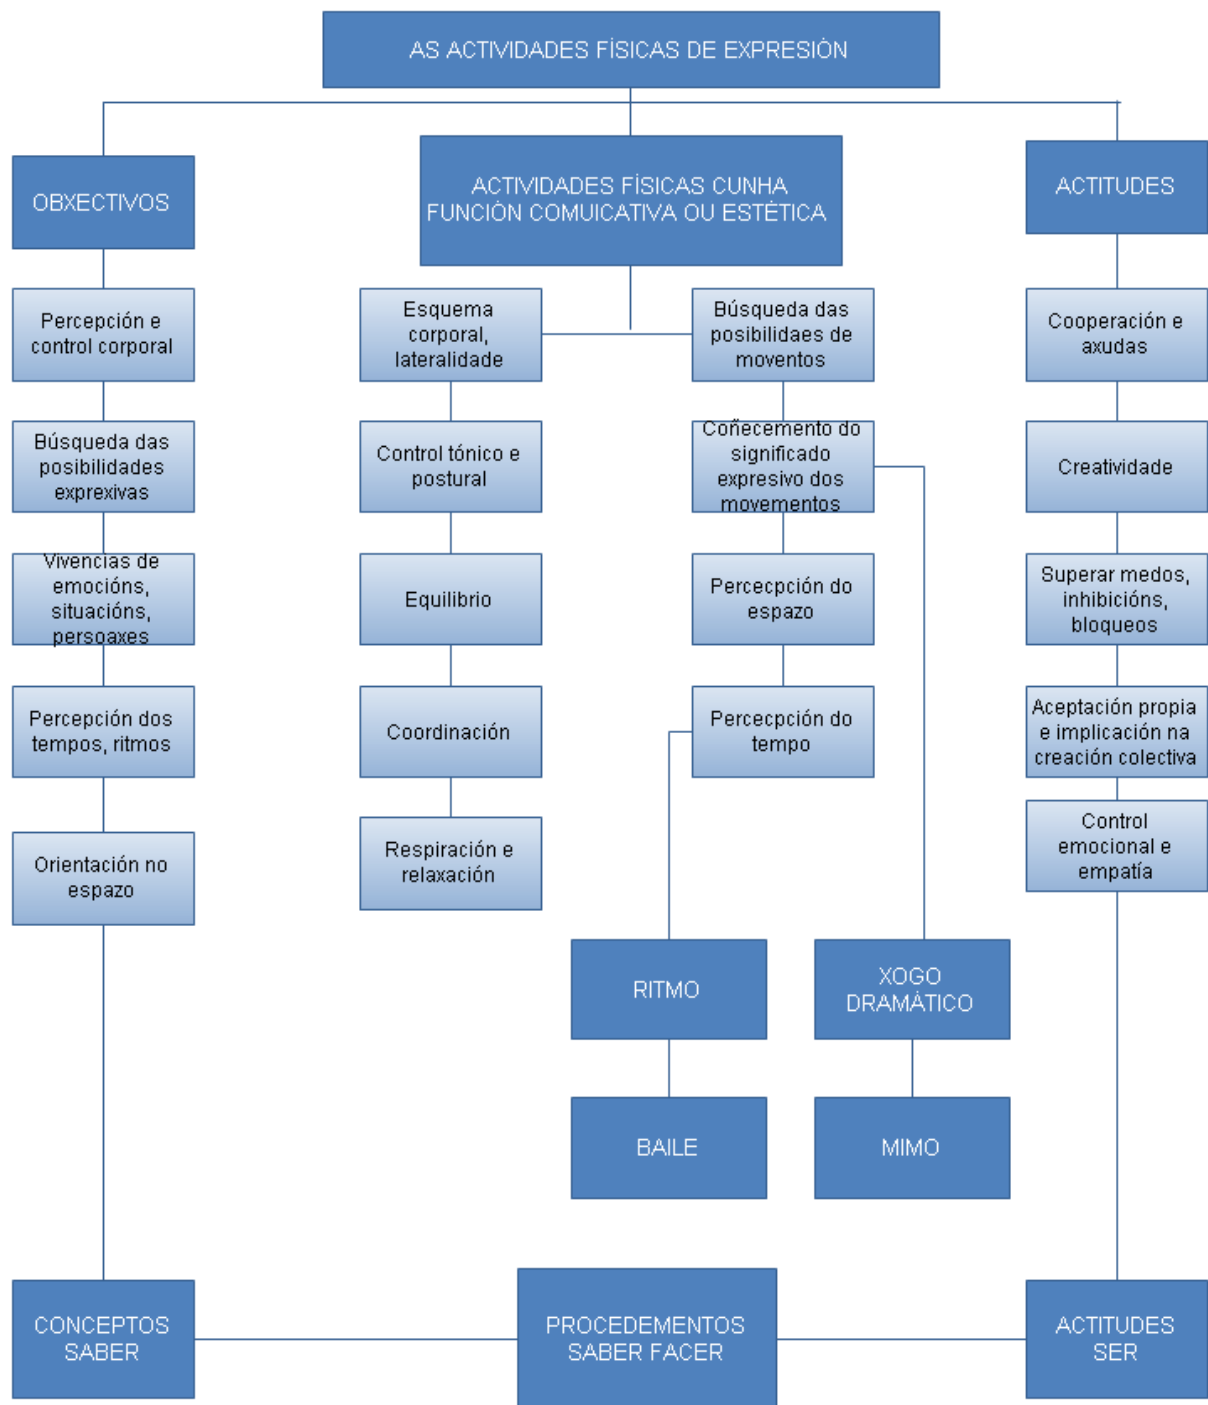 AS ACTIVIDADES FÍSICAS DE EXPRESIÓN
OBXECTIVOS
ACTIVIDADES FÍSICAS CUNHA
FUNCIÓN COMUICATIVA OU ESTÉTICA
ACTITUDES
Percepción e
control corporal
Búsqueda das
posibilidades
exprexivas
Vivencias de
emocións,
situacións,
persoaxes
Percepción dos
tempos, ritmos
Orientación no
espazo
Esquema
corporal,
lateralidade
Control tónico e
postural
Equilibrio
Coordinación
Respiración e
relaxación
Búsqueda das
posibilidaes de
moventos
Coñecemento do
significado
expresivo dos
movementos
Percecpción do
espazo
Percecpción do
tempo
Cooperación e
axudas
Creatividade
Superar medos,
inhibicións,
bloqueos
Aceptación propia
e implicación na
creación colectiva
Control
emocional e
empatía
RITMO
XOGO
DRAMÁTICO
BAILE
MIMO
CONCEPTOS
SABER
PROCEDEMENTOS
SABER FACER
ACTITUDES
SER